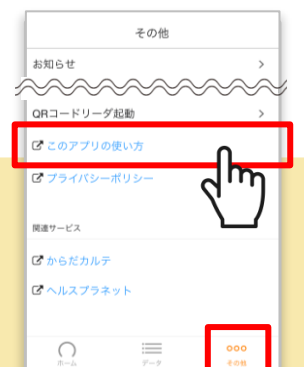 その他
お知らせ
QRコードリーダ起動
このアプリの使い方
プライバシーポリシー
関連サービス
からだカルテ
ヘルスプラネット
ホーム データ その他